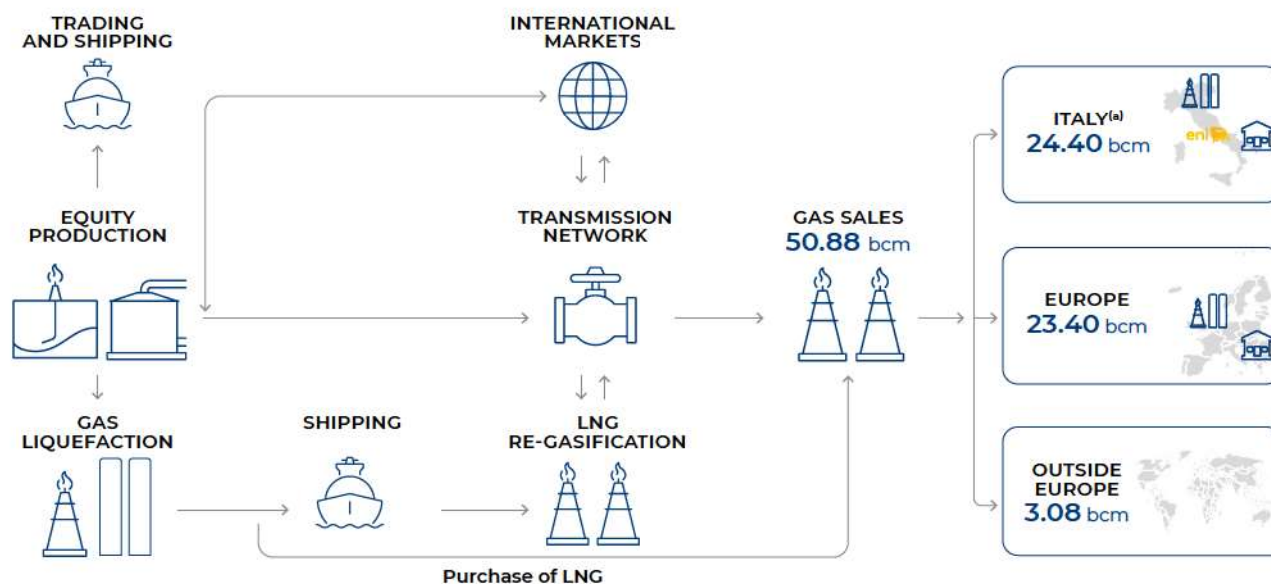 TRADING
AND SHIPPING
INTERNATIONAL
MARKETS
ITALY(a)
24.40 bcm
eni
EQUITY
PRODUCTION
TRANSMISSION
NETWORK
GAS SALES
50.88 bcm
EUROPE
23.40 bcm
GAS
LIQUEFACTION
SHIPPING
LNG
RE-GASIFICATION
OUTSIDE
EUROPE
3.08 bcm
Purchase of LNG